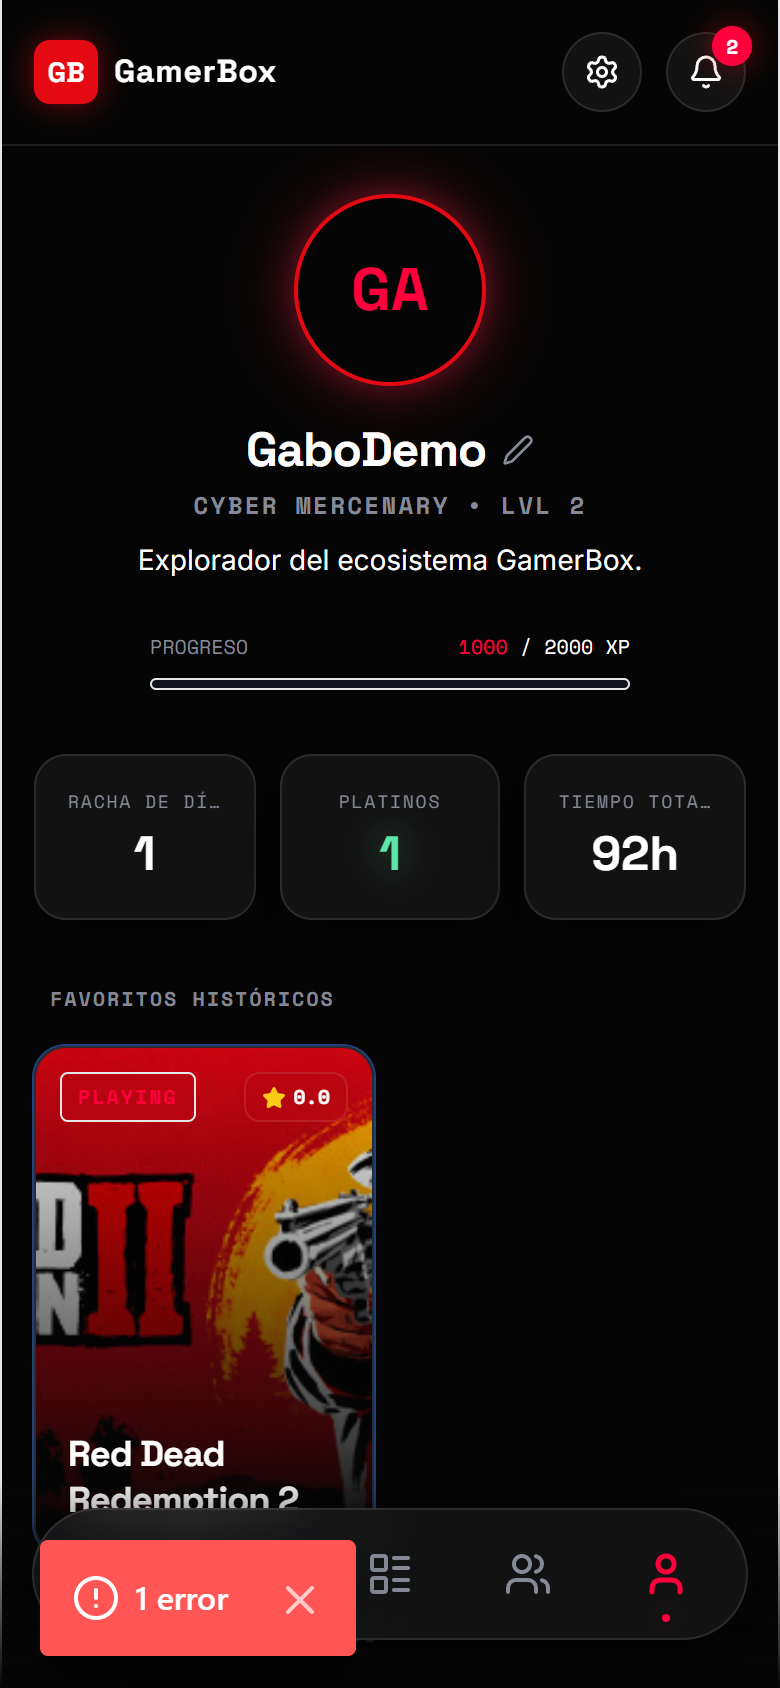 GB GamerBox
2
GA
GaboDemo
CYBER MERCENARY • LVL 2
Explorador del ecosistema GamerBox.
PROGRESO 1000 / 2000 XP
RACHA DE DÍ… PLATINOS TIEMPO TOTA…
1 1 92h
FAVORITOS HISTÓRICOS
PLAYING 0.0
D II
N
Red Dead
Redemption 2
1 error